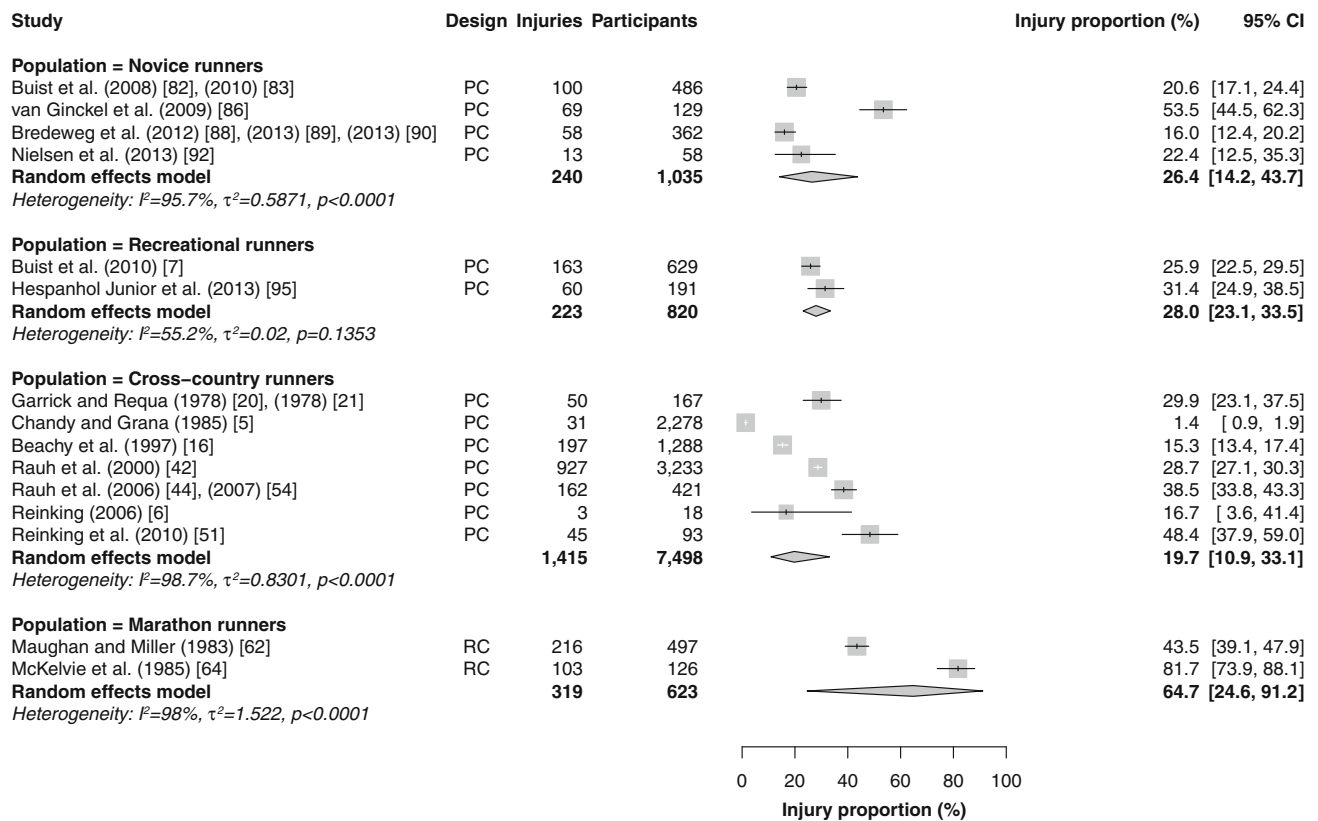 Study Design Injuries Participants Injury proportion (%) 95% CI
Population = Novice runners
Buist et al. (2008) [82], (2010) [83] PC 100 486 20.6 [17.1, 24.4]
van Ginckel et al. (2009) [86] PC 69 129 53.5 [44.5, 62.3]
Bredeweg et al. (2012) [88], (2013) [89], (2013) [90] PC 58 362 16.0 [12.4, 20.2]
Nielsen et al. (2013) [92] PC 13 58 22.4 [12.5, 35.3]
Random effects model 240 1,035 26.4 [14.2, 43.7]
Heterogeneity: I²=95.7%, τ²=0.5871, p<0.0001
Population = Recreational runners
Buist et al. (2010) [7] PC 163 629 25.9 [22.5, 29.5]
Hespanhol Junior et al. (2013) [95] PC 60 191 31.4 [24.9, 38.5]
Random effects model 223 820 28.0 [23.1, 33.5]
Heterogeneity: I²=55.2%, τ²=0.02, p=0.1353
Population = Cross−country runners
Garrick and Requa (1978) [20], (1978) [21] PC 50 167 29.9 [23.1, 37.5]
Chandy and Grana (1985) [5] PC 31 2,278 1.4 [ 0.9, 1.9]
Beachy et al. (1997) [16] PC 197 1,288 15.3 [13.4, 17.4]
Rauh et al. (2000) [42] PC 927 3,233 28.7 [27.1, 30.3]
Rauh et al. (2006) [44], (2007) [54] PC 162 421 38.5 [33.8, 43.3]
Reinking (2006) [6] PC 3 18 16.7 [ 3.6, 41.4]
Reinking et al. (2010) [51] PC 45 93 48.4 [37.9, 59.0]
Random effects model 1,415 7,498 19.7 [10.9, 33.1]
Heterogeneity: I²=98.7%, τ²=0.8301, p<0.0001
Population = Marathon runners
Maughan and Miller (1983) [62] RC 216 497 43.5 [39.1, 47.9]
McKelvie et al. (1985) [64] RC 103 126 81.7 [73.9, 88.1]
Random effects model 319 623 64.7 [24.6, 91.2]
Heterogeneity: I²=98%, τ²=1.522, p<0.0001
0 20 40 60 80 100
Injury proportion (%)